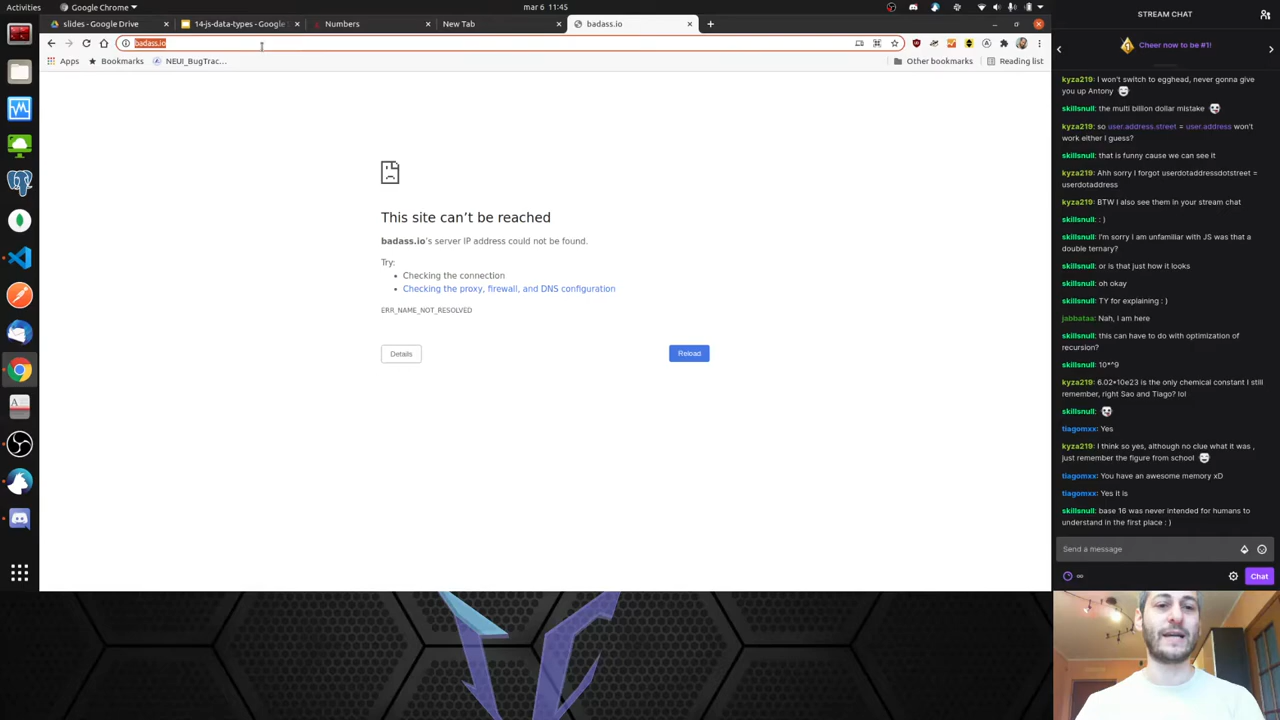 Activities
Google Chrome
mar 6 11:45
STREAM CHAT
slides - Google Drive
14-js-data-types - Google S
Numbers
New Tab
badass.io
badass.io
Apps
Bookmarks
NEUI_BugTrac...
Other bookmarks
Reading list
This site can't be reached
badass.io's server IP address could not be found.
Try:
• Checking the connection
• Checking the proxy, firewall, and DNS configuration
ERR_NAME_NOT_RESOLVED
Details
Reload
Cheer now to be #1!
kyza219: I won't switch to egghead, never gonna give
you up Antony
skillsnull: the multi billion dollar mistake
kyza219: so user.address.street = user.address won't
work either I guess?
skillsnull: that is funny cause we can see it
kyza219: Ahh sorry I forgot userdotaddressdotstreet =
userdotaddress
kyza219: BTW I also see them in your stream chat
skillsnull: : )
skillsnull: I'm sorry I am unfamiliar with JS was that a
double ternary?
skillsnull: or is that just how it looks
skillsnull: oh okay
skillsnull: TY for explaining : )
jabbataa: Nah, I am here
skillsnull: this can have to do with optimization of
recursion?
skillsnull: 10*^9
kyza219: 6.02*10e23 is the only chemical constant I still
remember, right Sao and Tiago? lol
skillsnull:
tiagomxx: Yes
kyza219: I think so yes, although no clue what it was ,
just remember the figure from school
tiagomxx: You have an awesome memory xD
tiagomxx: Yes it is
skillsnull: base 16 was never intended for humans to
understand in the first place : )
Send a message
∞
Chat